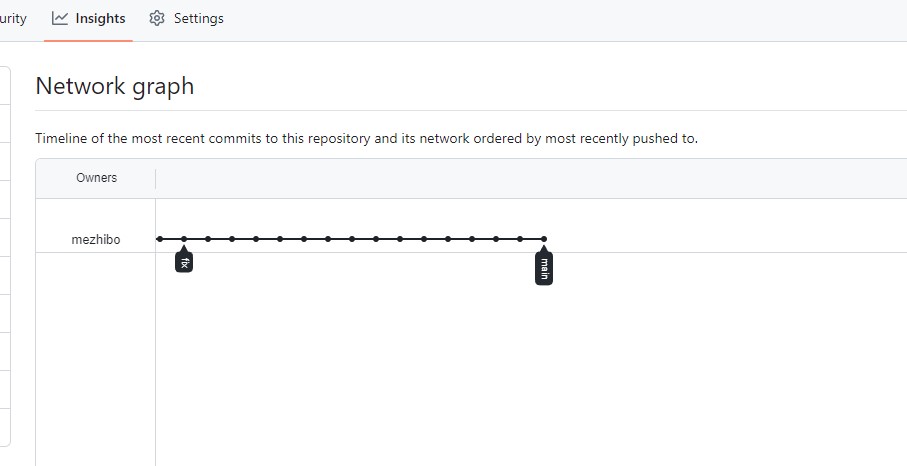 urity Insights Settings
Network graph
Timeline of the most recent commits to this repository and its network ordered by most recently pushed to.
Owners
mezhibo
fix
main